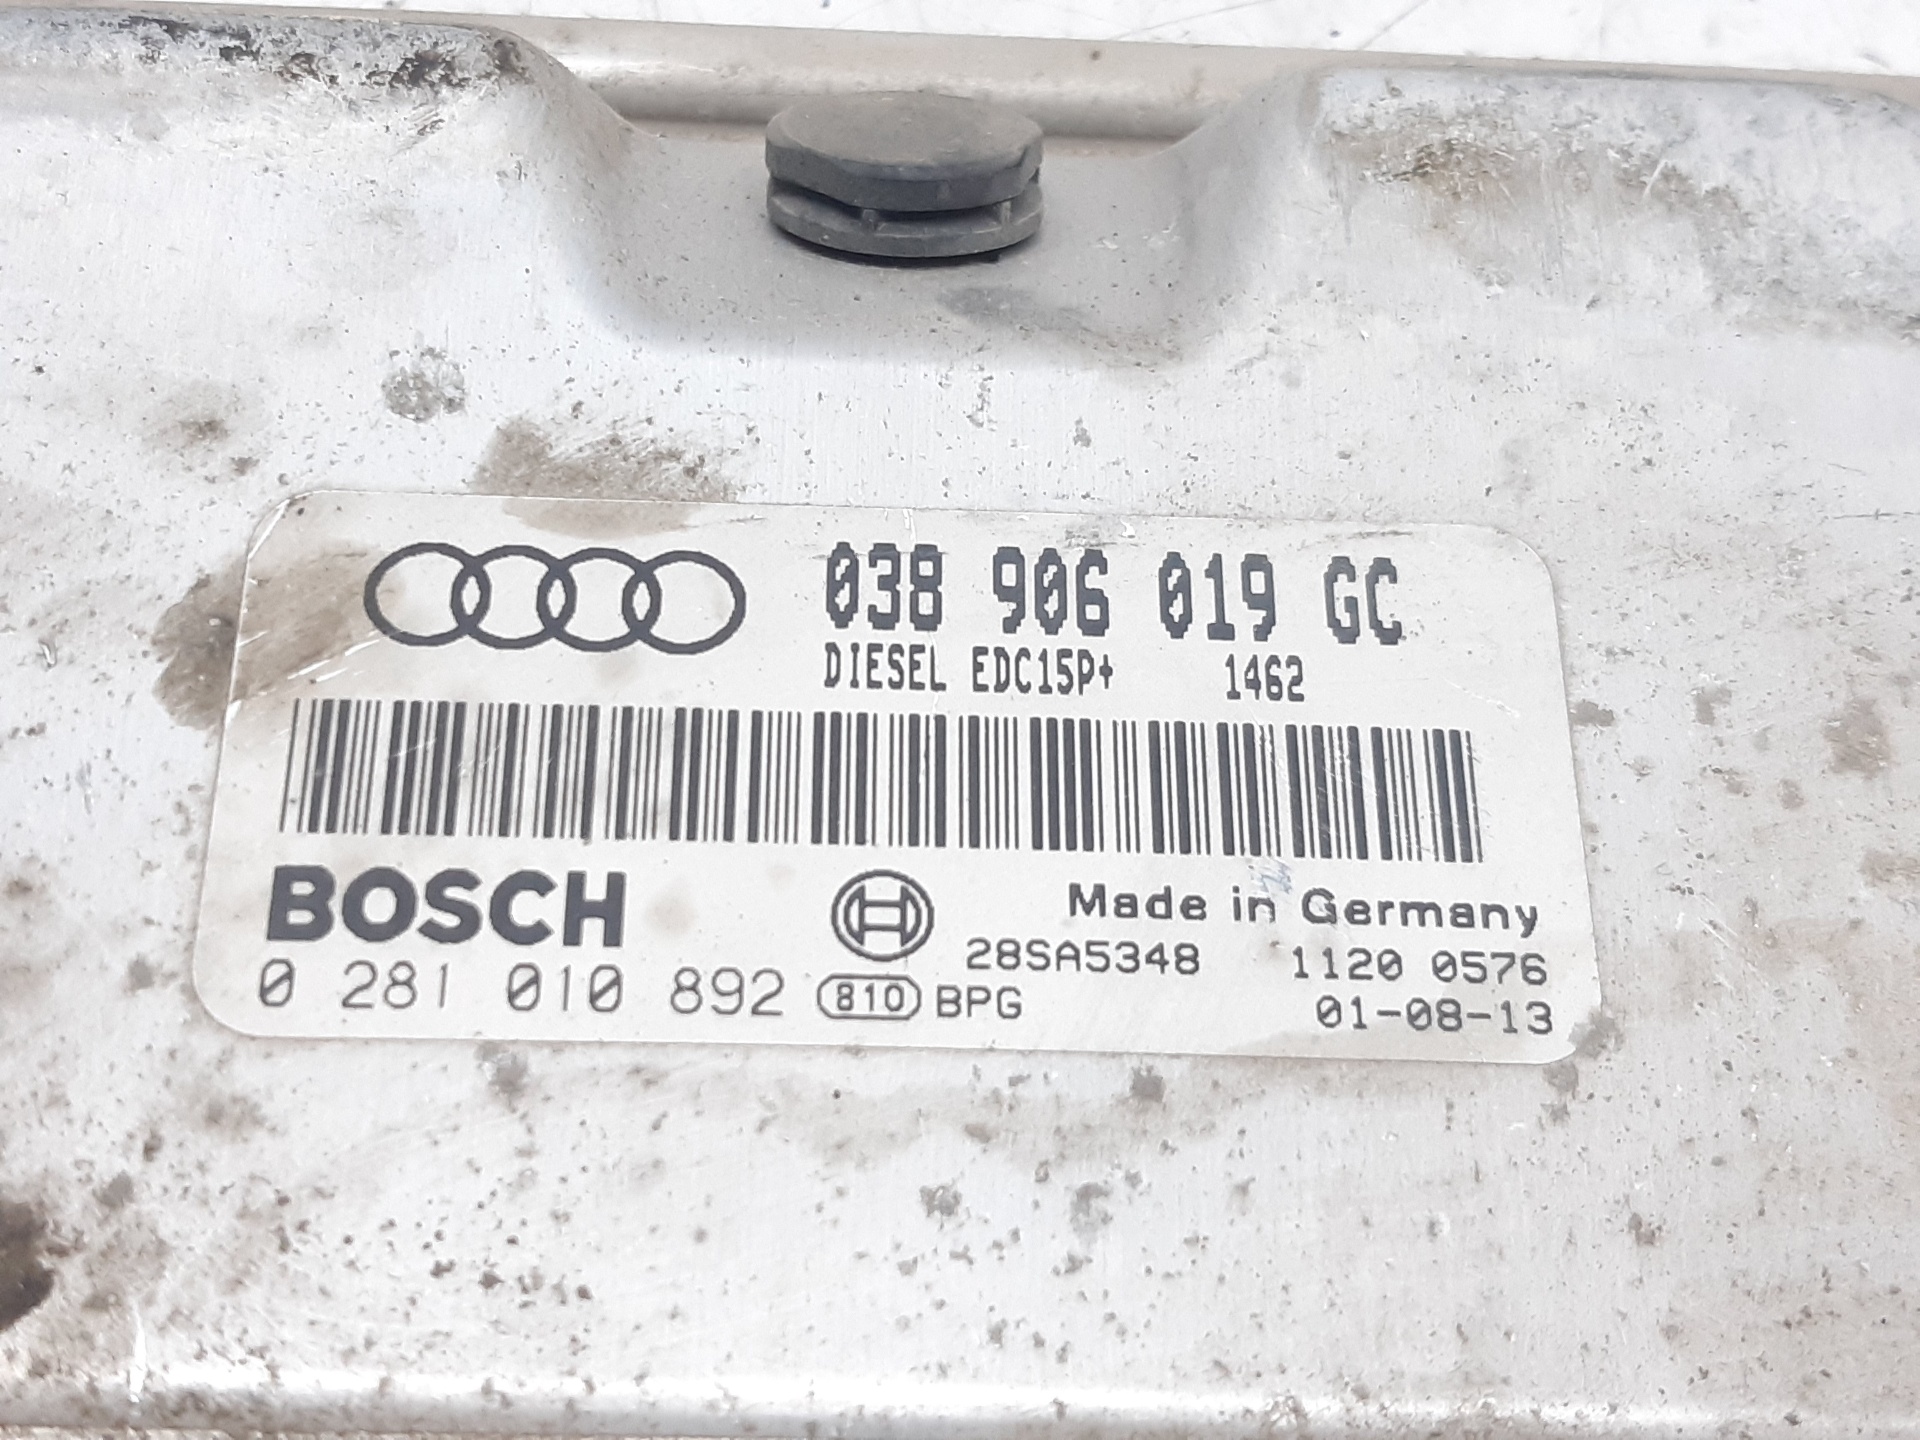 038 906 019 GC
DIESEL EDC15P+ 1462
BOSCH
Made in Germany
28SA5348 1120 0576
0 281 010 892 810 BPG 01-08-13